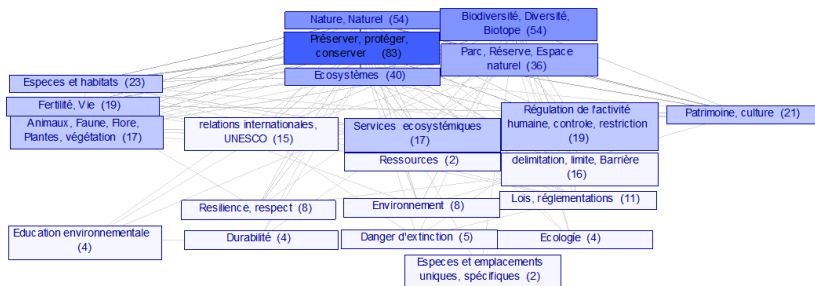 Nature, Naturel (54)
Biodiversité, Diversité,
Biotope (54)
Préserver, protéger,
conserver (83)
Parc, Réserve, Espace
naturel (36)
Ecosystèmes (40)
Especes et habitats (23)
Fertilité, Vie (19)
Animaux, Faune, Flore,
Plantes, végétation (17)
relations internationales,
UNESCO (15)
Services ecosystémiques
(17)
Régulation de l'activité
humaine, controle, restriction
(19)
Patrimoine, culture (21)
Ressources (2)
delimitation, limite, Barrière
(16)
Lois, réglementations (11)
Resilience, respect (8)
Environnement (8)
Education environnementale
(4)
Durabilité (4)
Danger d'extinction (5)
Ecologie (4)
Especes et emplacements
uniques, spécifiques (2)